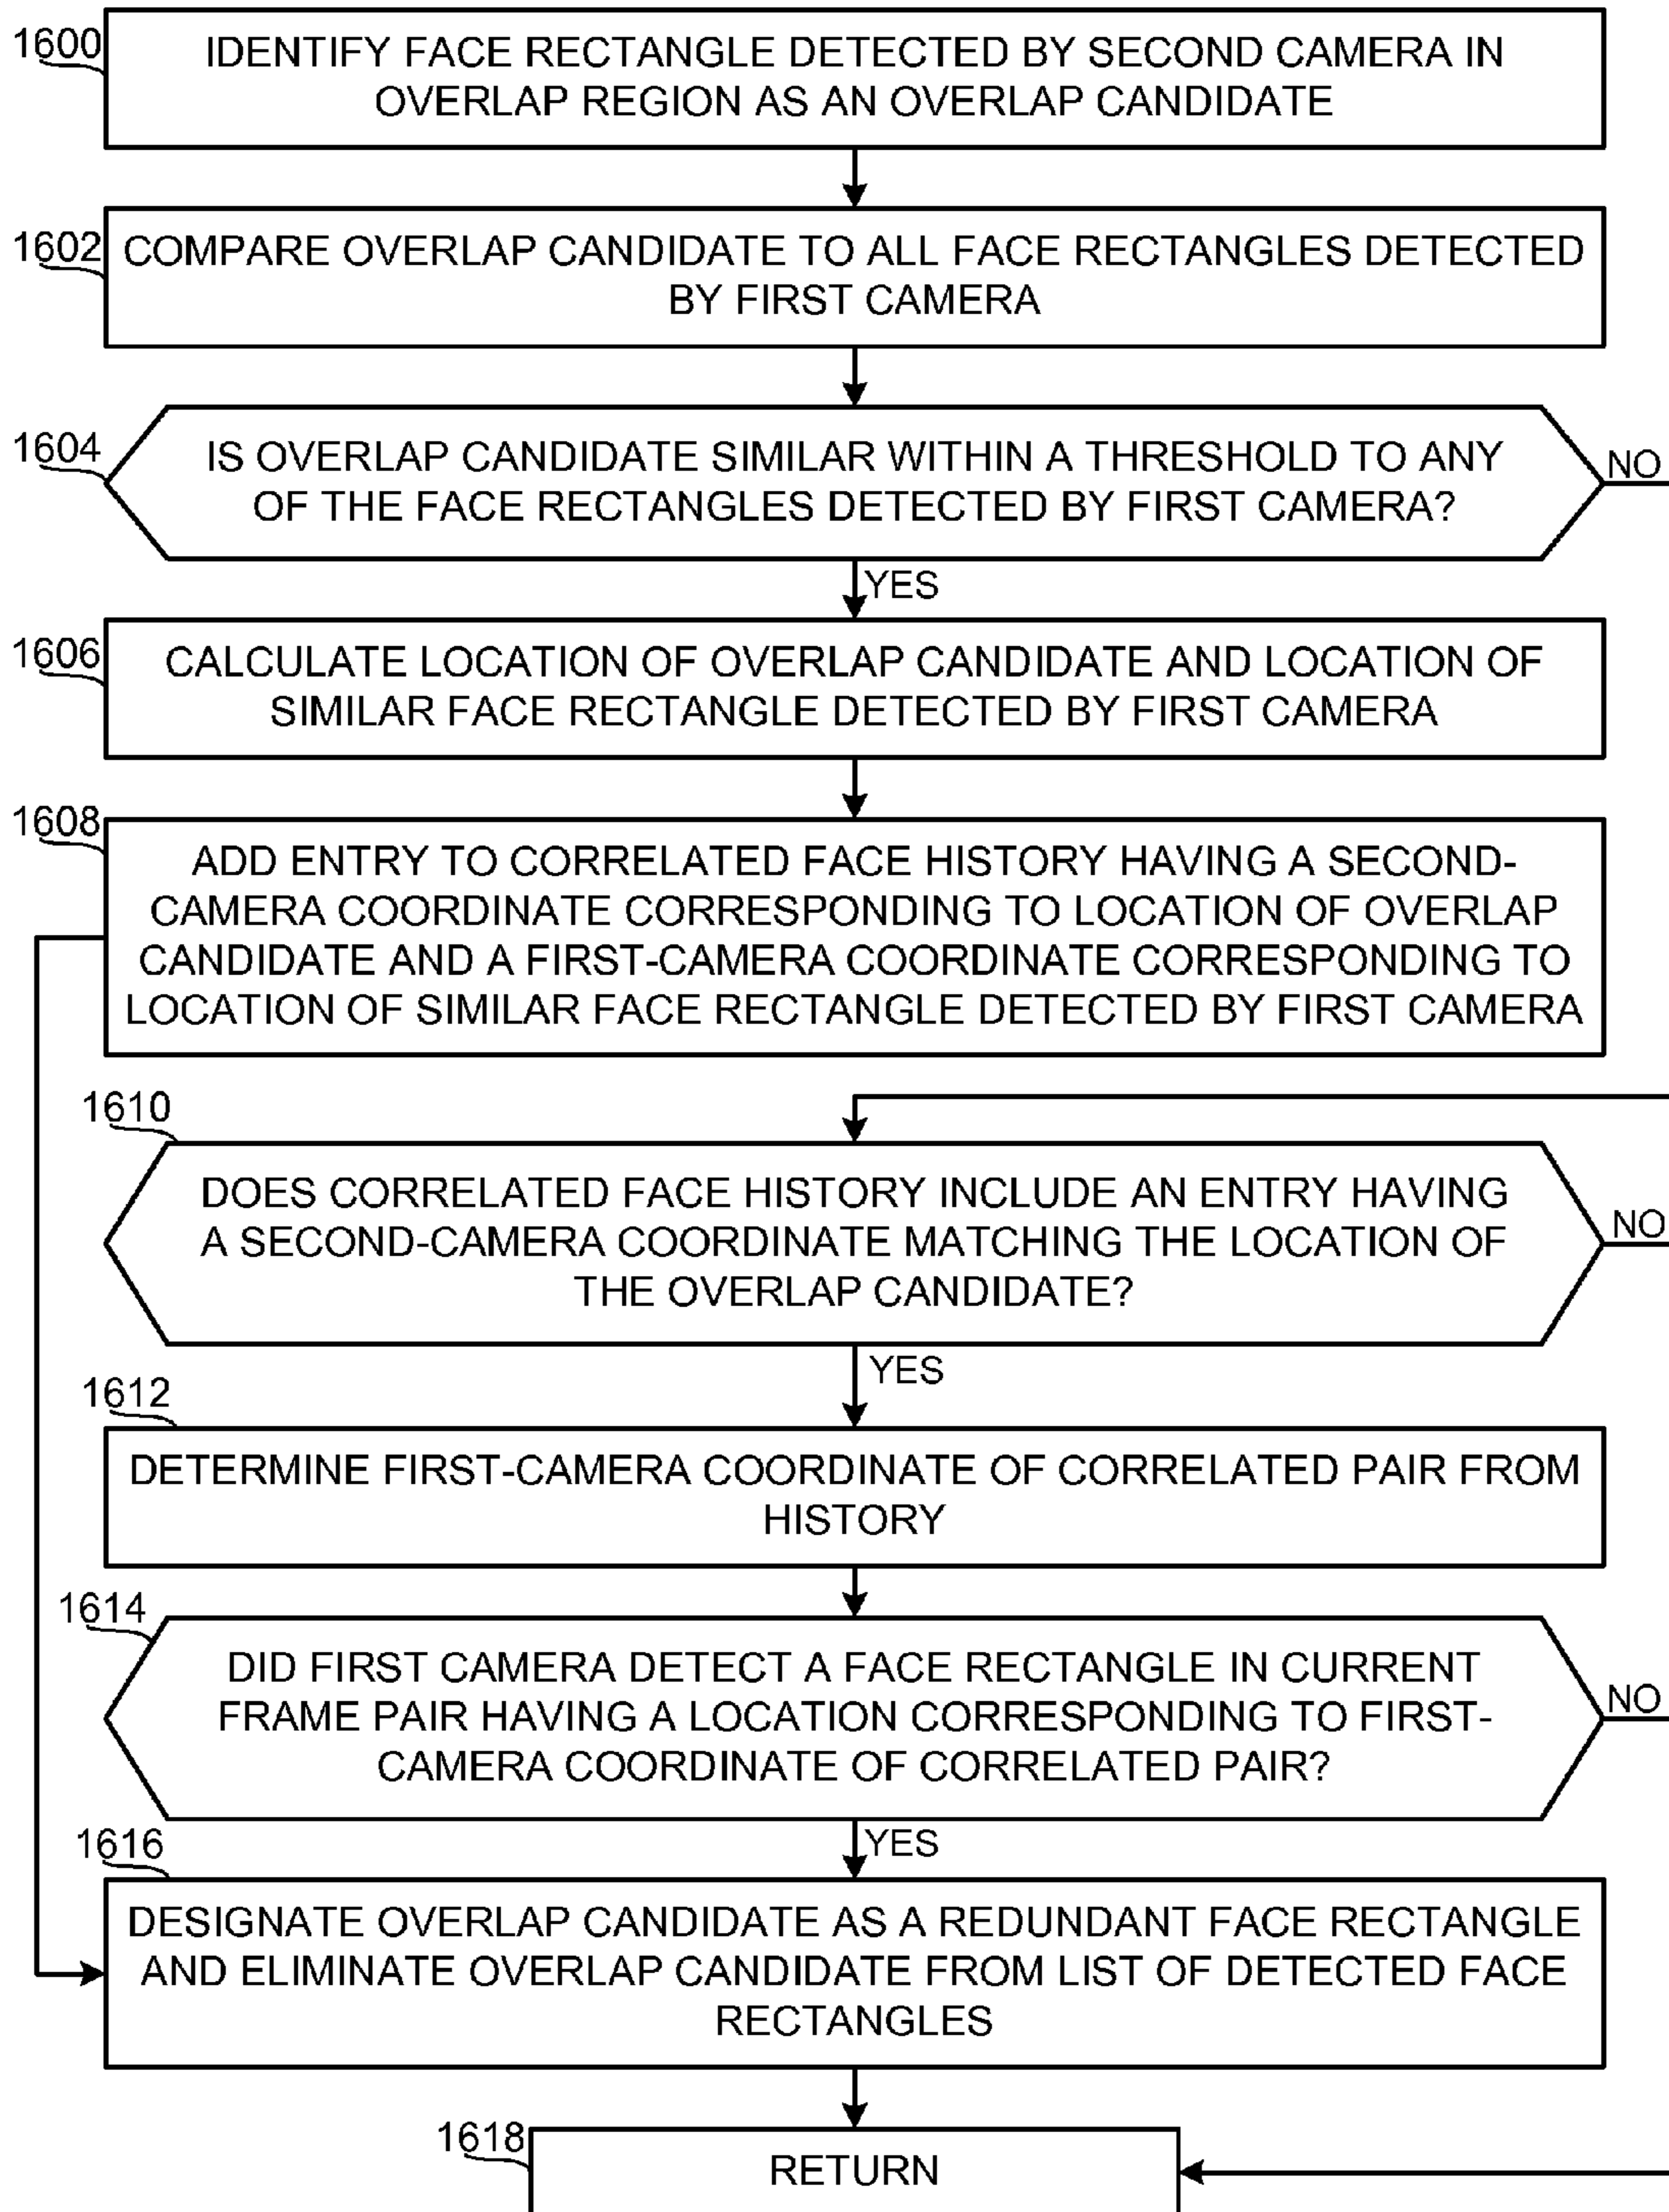 1600
IDENTIFY FACE RECTANGLE DETECTED BY SECOND CAMERA IN
OVERLAP REGION AS AN OVERLAP CANDIDATE
1602
COMPARE OVERLAP CANDIDATE TO ALL FACE RECTANGLES DETECTED
BY FIRST CAMERA
1604
IS OVERLAP CANDIDATE SIMILAR WITHIN A THRESHOLD TO ANY
OF THE FACE RECTANGLES DETECTED BY FIRST CAMERA?
NO
YES
1606
CALCULATE LOCATION OF OVERLAP CANDIDATE AND LOCATION OF
SIMILAR FACE RECTANGLE DETECTED BY FIRST CAMERA
1608
ADD ENTRY TO CORRELATED FACE HISTORY HAVING A SECOND-
CAMERA COORDINATE CORRESPONDING TO LOCATION OF OVERLAP
CANDIDATE AND A FIRST-CAMERA COORDINATE CORRESPONDING TO
LOCATION OF SIMILAR FACE RECTANGLE DETECTED BY FIRST CAMERA
1610
DOES CORRELATED FACE HISTORY INCLUDE AN ENTRY HAVING
A SECOND-CAMERA COORDINATE MATCHING THE LOCATION OF
THE OVERLAP CANDIDATE?
NO
YES
1612
DETERMINE FIRST-CAMERA COORDINATE OF CORRELATED PAIR FROM
HISTORY
1614
DID FIRST CAMERA DETECT A FACE RECTANGLE IN CURRENT
FRAME PAIR HAVING A LOCATION CORRESPONDING TO FIRST-
CAMERA COORDINATE OF CORRELATED PAIR?
NO
YES
1616
DESIGNATE OVERLAP CANDIDATE AS A REDUNDANT FACE RECTANGLE
AND ELIMINATE OVERLAP CANDIDATE FROM LIST OF DETECTED FACE
RECTANGLES
1618
RETURN